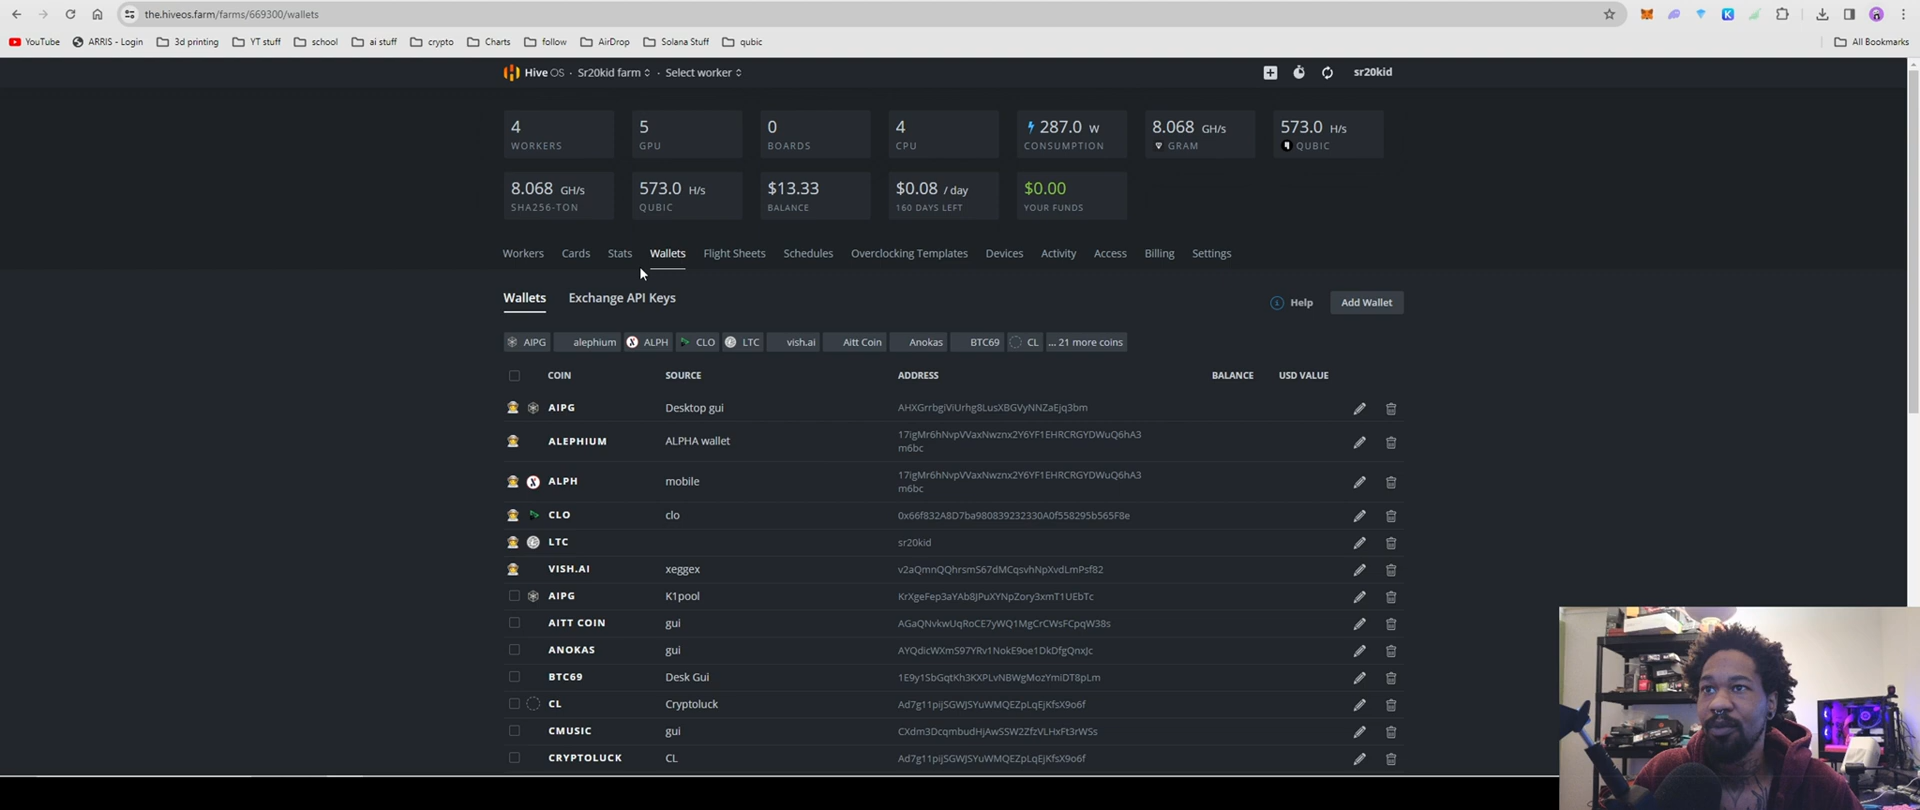 the.hiveos.farm/farms/669300/wallets
YouTube ARRIS - Login 3d printing YT stuff school ai stuff crypto Charts follow AirDrop Solana Stuff qubic All Bookmarks
Hive OS · Sr20kid farm · Select worker sr20kid
4 5 0 4 287.0 W 8.068 GH/s 573.0 H/s
WORKERS GPU BOARDS CPU CONSUMPTION GRAM QUBIC
8.068 GH/s 573.0 H/s $13.33 $0.08 / day $0.00
SHA256-TON QUBIC BALANCE 160 DAYS LEFT YOUR FUNDS
Workers Cards Stats Wallets Flight Sheets Schedules Overclocking Templates Devices Activity Access Billing Settings
Wallets Exchange API Keys Help Add Wallet
AIPG alephium ALPH CLO LTC vish.ai Aitt Coin Anokas BTC69 CL ... 21 more coins
COIN SOURCE ADDRESS BALANCE USD VALUE
AIPG Desktop gui AHXGrrbgiViUrhg8LusXBGVyNNZaEjq3bm
ALEPHIUM ALPHA wallet 17igMr6hNvpVVaxNwznx2Y6YF1EHRCRGYDWuQ6hA3
m6bc
ALPH mobile 17igMr6hNvpVVaxNwznx2Y6YF1EHRCRGYDWuQ6hA3
m6bc
CLO clo 0x66f832A8D7ba980839232330A0f558295b565F8e
LTC sr20kid
VISH.AI xeggex v2aQmnQQhrsmS67dMCqsvhNpXvdLmPsf82
AIPG K1pool KrXgeFep3aYAb8JPuXYNpZory3xmT1UEbTc
AITT COIN gui AGaQNvkwUqRoCE7yWQ1MgCrCWsFCpqW38s
ANOKAS gui AYQdicWXmS97YRv1NokE9oe1DkDfgQnxJc
BTC69 Desk Gui 1E9y1SbGqtKh3KXPLvNBWgMozYmiDT8pLm
CL Cryptoluck Ad7g11pijSGWJSYuWMQEZpLqEjKfsX9o6f
CMUSIC gui CXdm3DcqmbudHjAwSSW2ZfzVLHxFt3rWSs
CRYPTOLUCK CL Ad7g11pijSGWJSYuWMQEZpLqEjKfsX9o6f